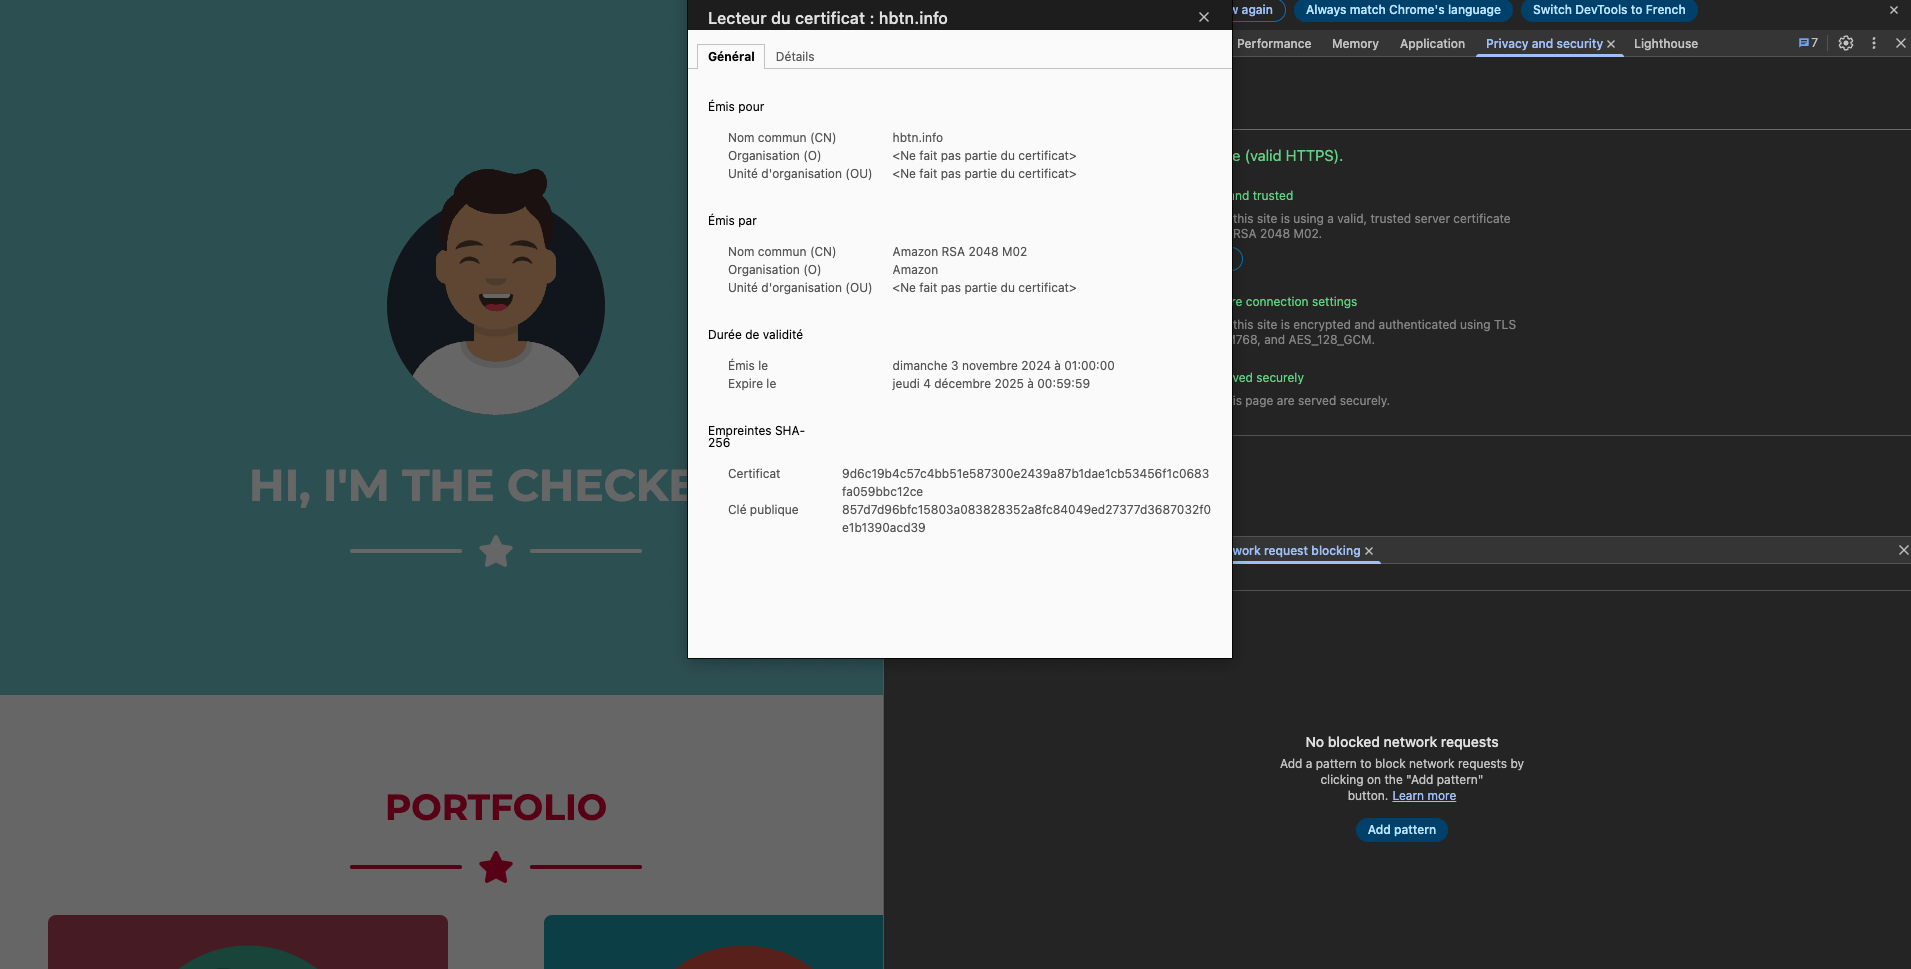 Lecteur du certificat : hbtn.info
Général Détails
Émis pour
Nom commun (CN) hbtn.info
Organisation (O) <Ne fait pas partie du certificat>
Unité d'organisation (OU) <Ne fait pas partie du certificat>
Émis par
Nom commun (CN) Amazon RSA 2048 M02
Organisation (O) Amazon
Unité d'organisation (OU) <Ne fait pas partie du certificat>
Durée de validité
Émis le dimanche 3 novembre 2024 à 01:00:00
Expire le jeudi 4 décembre 2025 à 00:59:59
Empreintes SHA-
256
Certificat 9d6c19b4c57c4bb51e587300e2439a87b1dae1cb53456f1c0683
fa059bbc12ce
Clé publique 857d7d96bfc15803a083828352a8fc84049ed27377d3687032f0
e1b1390acd39
HI, I'M THE CHECKE
PORTFOLIO
again Always match Chrome's language Switch DevTools to French
Performance Memory Application Privacy and security Lighthouse 7
(valid HTTPS).
and trusted
this site is using a valid, trusted server certificate
RSA 2048 M02.
connection settings
this site is encrypted and authenticated using TLS
768, and AES_128_GCM.
securely
page are served securely.
work request blocking
No blocked network requests
Add a pattern to block network requests by
clicking on the "Add pattern"
button. Learn more
Add pattern